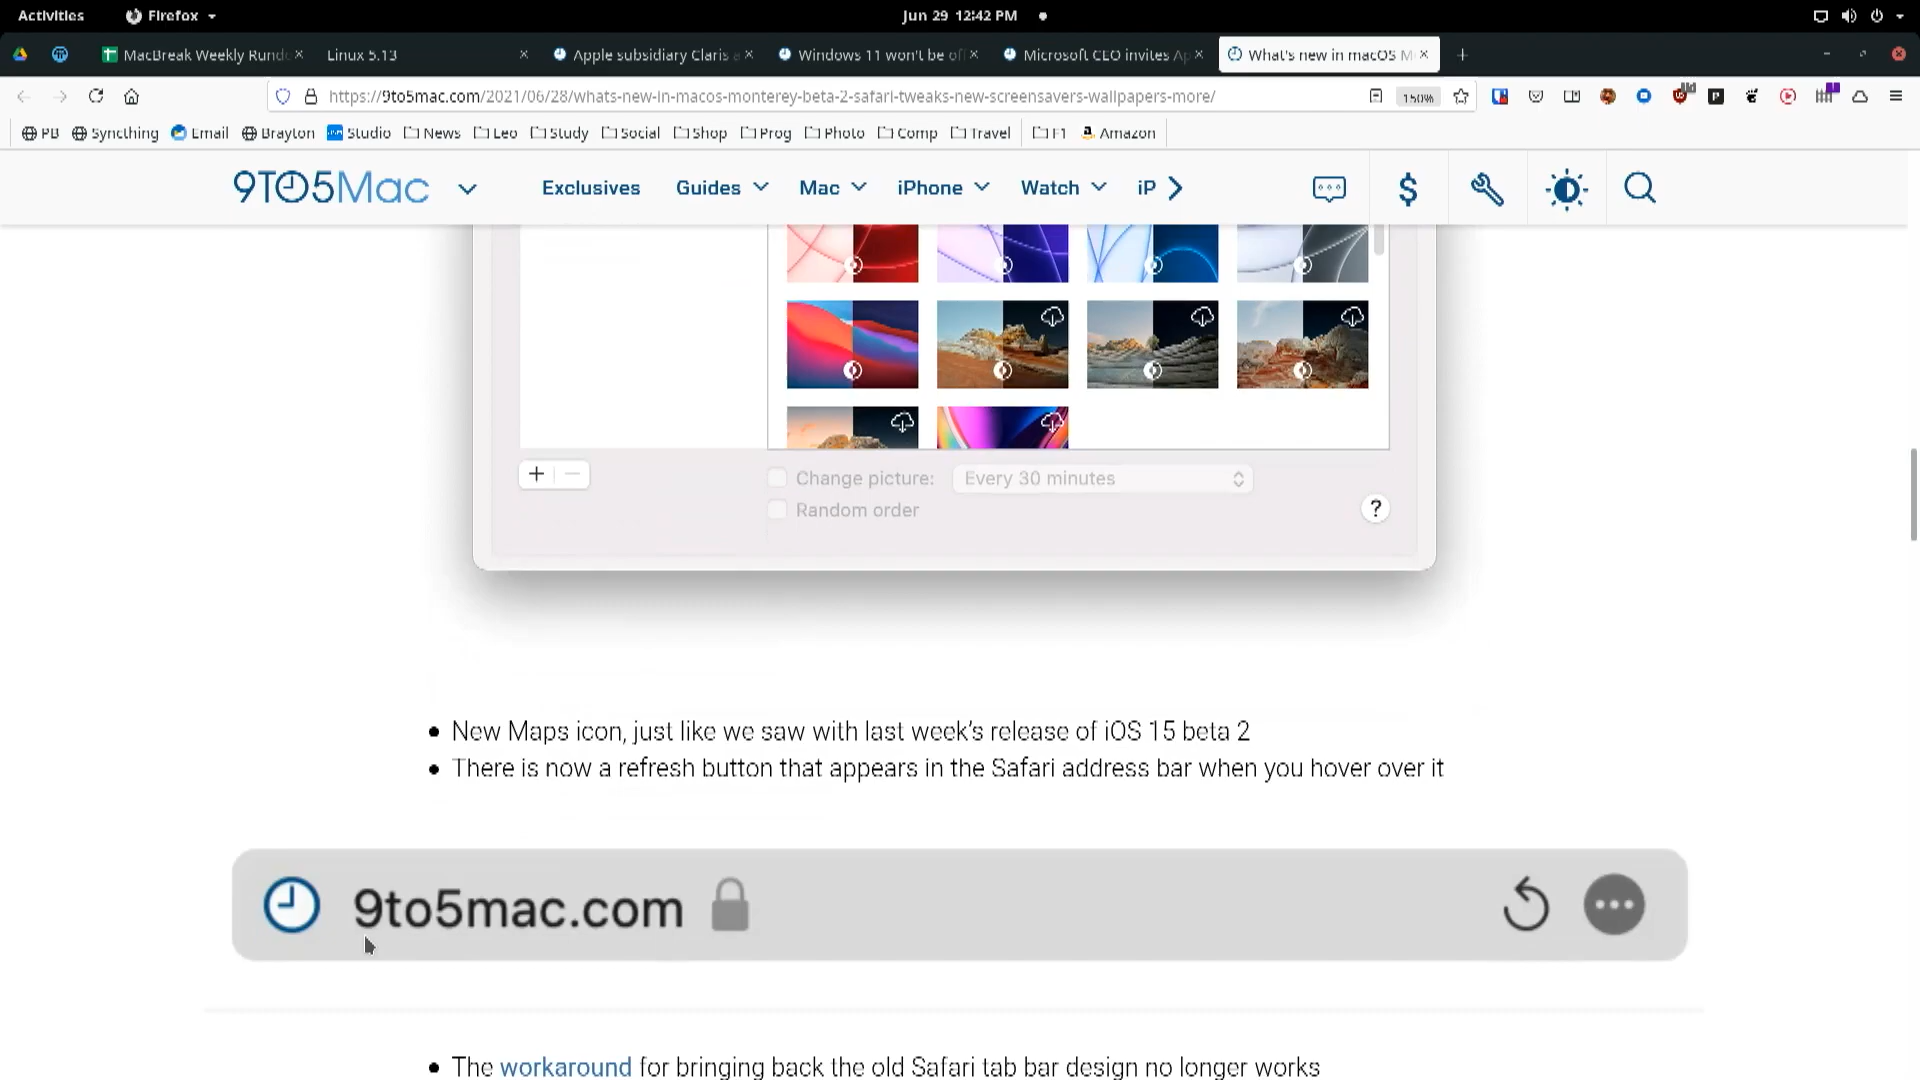 Activities Firefox Jun 29 12:42 PM
MacBreak Weekly Rund Linux 5.13 Apple subsidiary Claris a Windows 11 won't be of Microsoft CEO invites Ap What's new in macOS M
https://9to5mac.com/2021/06/28/whats-new-in-macos-monterey-beta-2-safari-tweaks-new-screensavers-wallpapers-more/ 150%
PB Syncthing Email Brayton Studio News Leo Study Social Shop Prog Photo Comp Travel F1 Amazon
9TO5Mac Exclusives Guides Mac iPhone Watch iP
+ − Change picture: Every 30 minutes
Random order ?
• New Maps icon, just like we saw with last week's release of iOS 15 beta 2
• There is now a refresh button that appears in the Safari address bar when you hover over it
9to5mac.com
• The workaround for bringing back the old Safari tab bar design no longer works